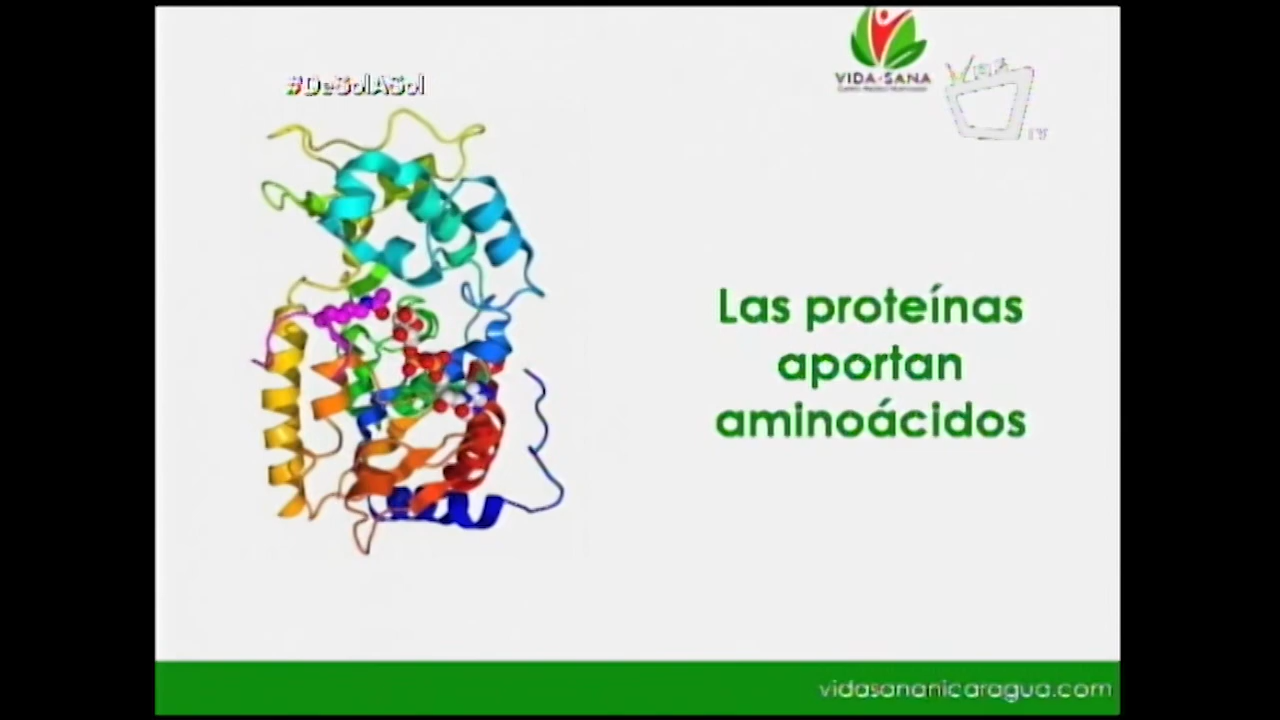 #DeSolASol
VIDA SANA
Las proteínas
aportan
aminoácidos
vidasananicaragua.com